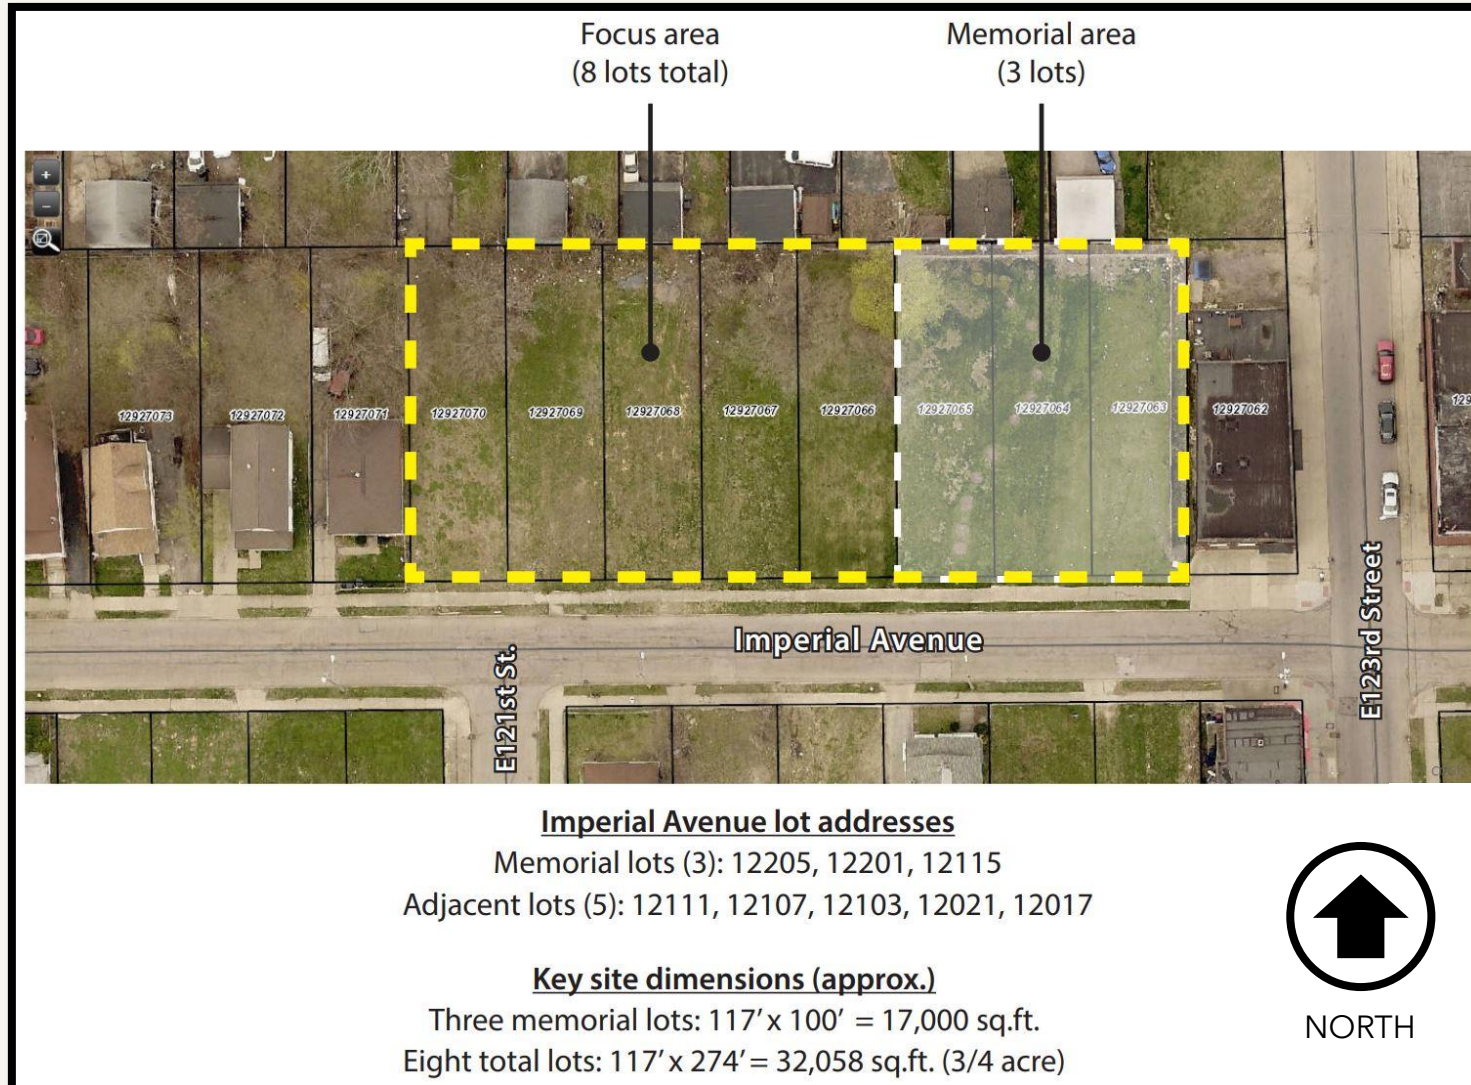 Focus area
(8 lots total)
Memorial area
(3 lots)
+
−
12927073
12927072
12927071
12927070
12927069
12927068
12927067
12927066
12927065
12927064
12927063
12927062
129
Imperial Avenue
E121st St.
E123rd Street
Imperial Avenue lot addresses
Memorial lots (3): 12205, 12201, 12115
Adjacent lots (5): 12111, 12107, 12103, 12021, 12017
Key site dimensions (approx.)
Three memorial lots: 117’ x 100’ = 17,000 sq.ft.
Eight total lots: 117’ x 274’ = 32,058 sq.ft. (3/4 acre)
NORTH